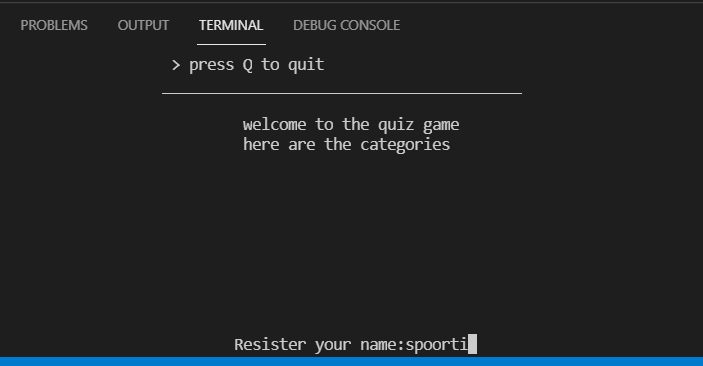 PROBLEMS OUTPUT TERMINAL DEBUG CONSOLE
> press Q to quit
welcome to the quiz game
here are the categories
Resister your name:spoorti